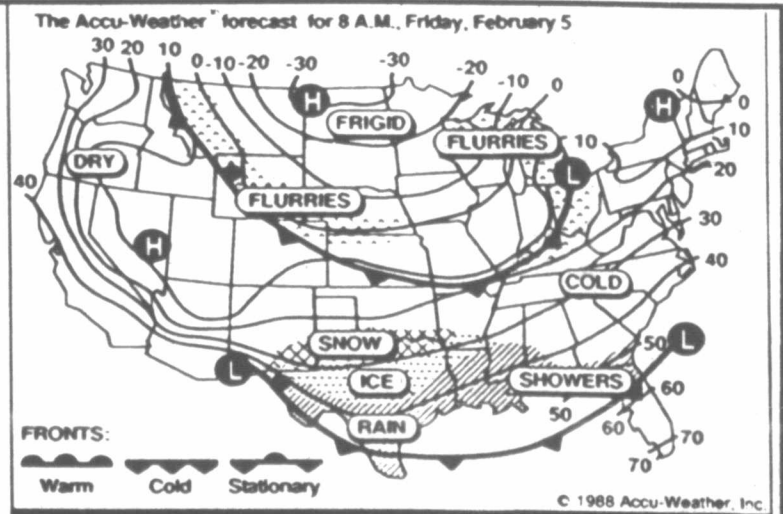 The Accu-Weather™ forecast for 8 A.M., Friday, February 5
30 20 10 0 -10 -20 -30 -30 -20 -10 0 0
0
H H
FRIGID
FLURRIES
10 10
DRY
L
20
40
FLURRIES
30
H
40
COLD
SNOW
50 L
L
ICE
SHOWERS
60
50
60
RAIN
70
70
FRONTS:
Warm Cold Stationary
© 1988 Accu-Weather, Inc.